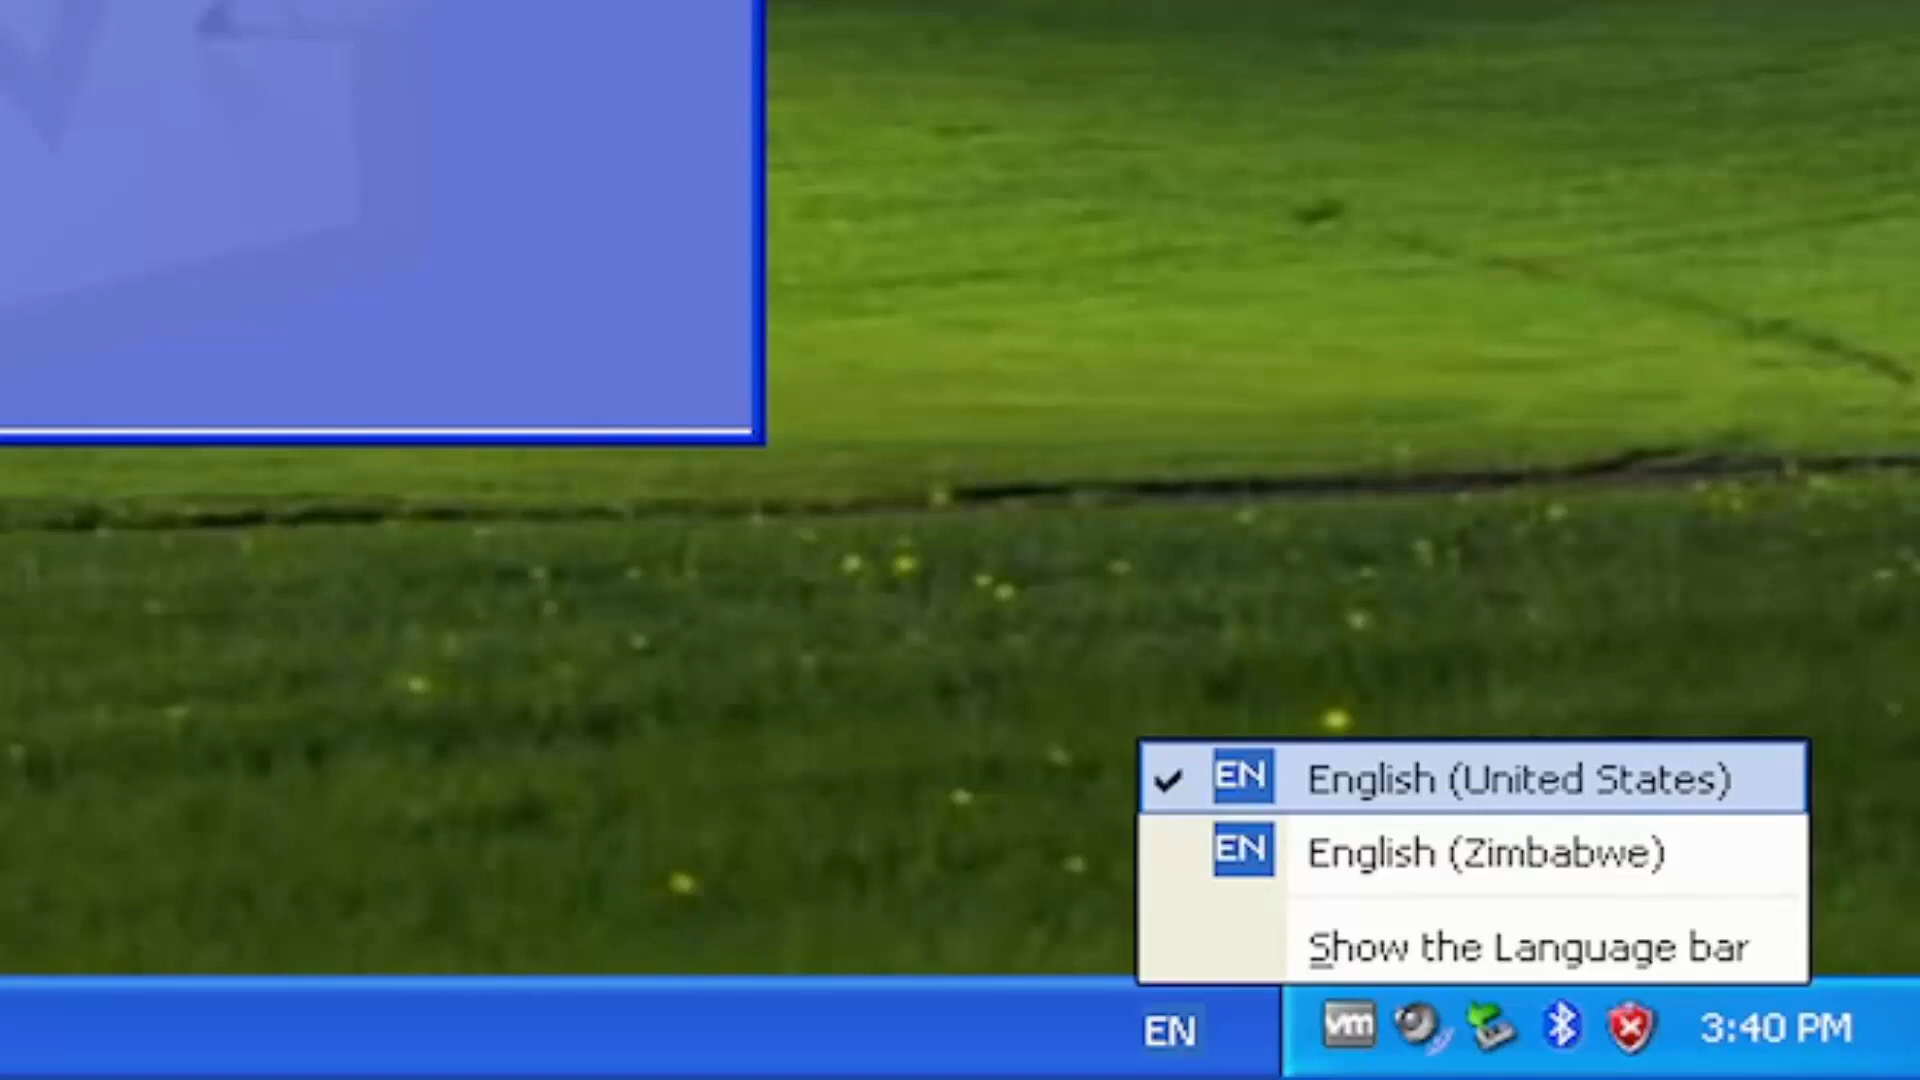 EN English (United States)
EN English (Zimbabwe)
Show the Language bar
EN vm 3:40 PM